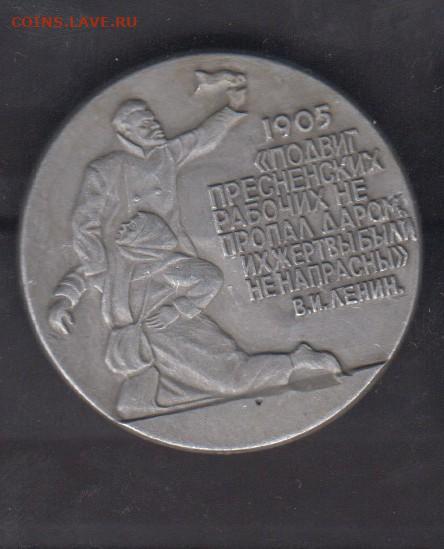 COINS.LAVE.RU
1905
«ПОДВИГ
ПРЕСНЕНСКИХ
РАБОЧИХ НЕ
ПРОПАЛ ДАРОМ.
ИХ ЖЕРТВЫ БЫЛИ
НЕ НАПРАСНЫ»
В.И. ЛЕНИН.